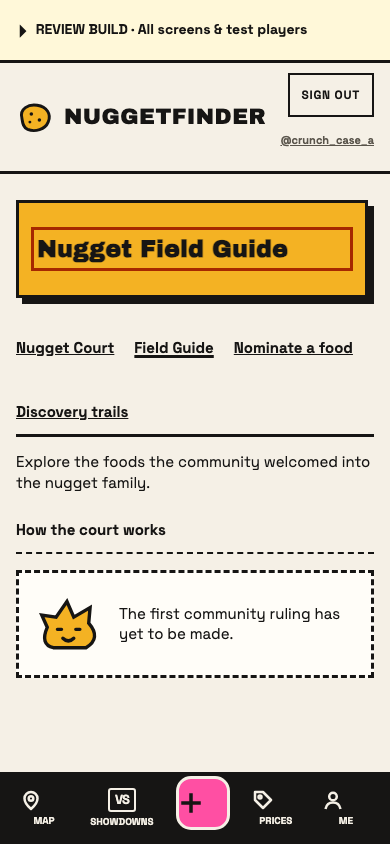 REVIEW BUILD · All screens & test players
SIGN OUT
NUGGETFINDER
@crunch_case_a
Nugget Field Guide
Nugget Court Field Guide Nominate a food
Discovery trails
Explore the foods the community welcomed into
the nugget family.
How the court works
The first community ruling has
yet to be made.
VS
MAP SHOWDOWNS PRICES ME